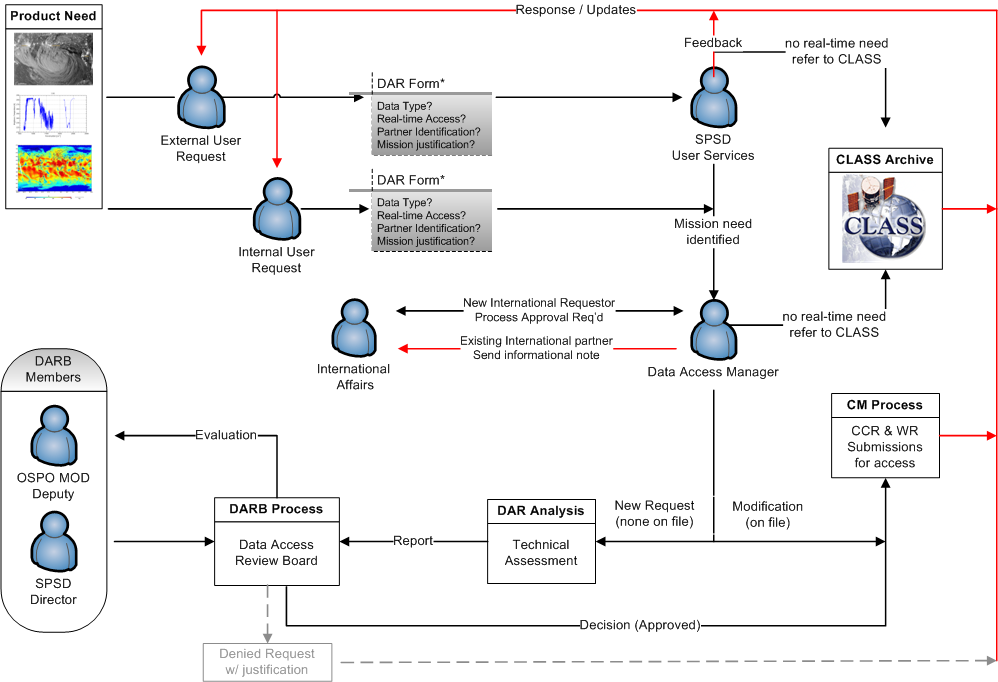 Product Need
Response / Updates
Feedback
no real-time need
refer to CLASS
External User
Request
DAR Form*
Data Type?
Real-time Access?
Partner Identification?
Mission justification?
SPSD
User Services
CLASS Archive
CLASS
Internal User
Request
DAR Form*
Data Type?
Real-time Access?
Partner Identification?
Mission justification?
Mission need
identified
New International Requestor
Process Approval Req'd
Existing International partner
Send informational note
International
Affairs
Data Access Manager
no real-time need
refer to CLASS
DARB
Members
OSPO MOD
Deputy
SPSD
Director
Evaluation
DARB Process
Data Access
Review Board
Report
DAR Analysis
Technical
Assessment
New Request
(none on file)
Modification
(on file)
CM Process
CCR & WR
Submissions
for access
Decision (Approved)
Denied Request
w/ justification